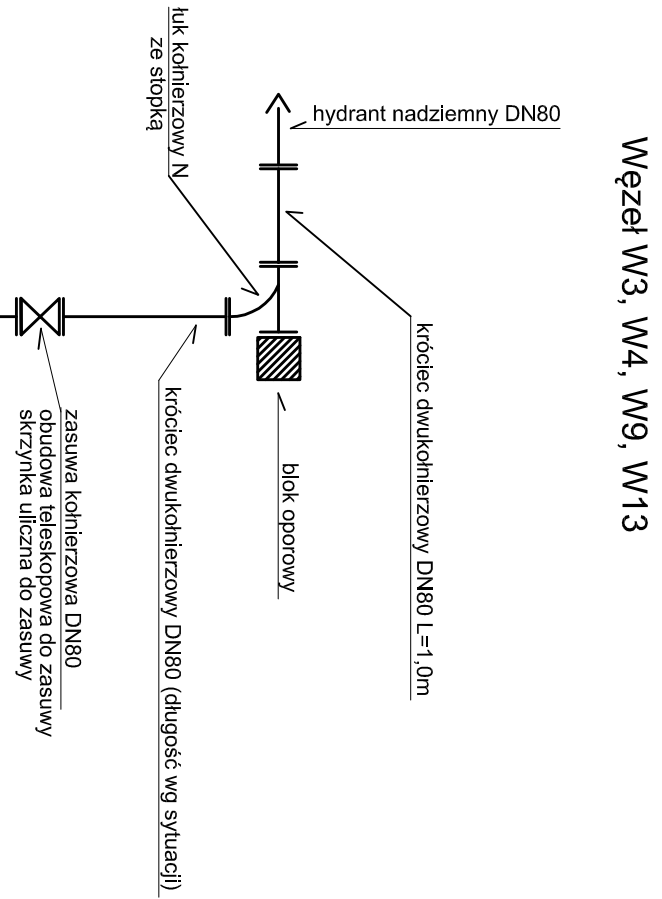 Węzeł W3, W4, W9, W13
hydrant nadziemny DN80
łuk kołnierzowy N
ze stopką
króciec dwukołnierzowy DN80 L=1,0m
blok oporowy
króciec dwukołnierzowy DN80 (długość wg sytuacji)
zasuwa kołnierzowa DN80
obudowa teleskopowa do zasuwy
skrzynka uliczna do zasuwy